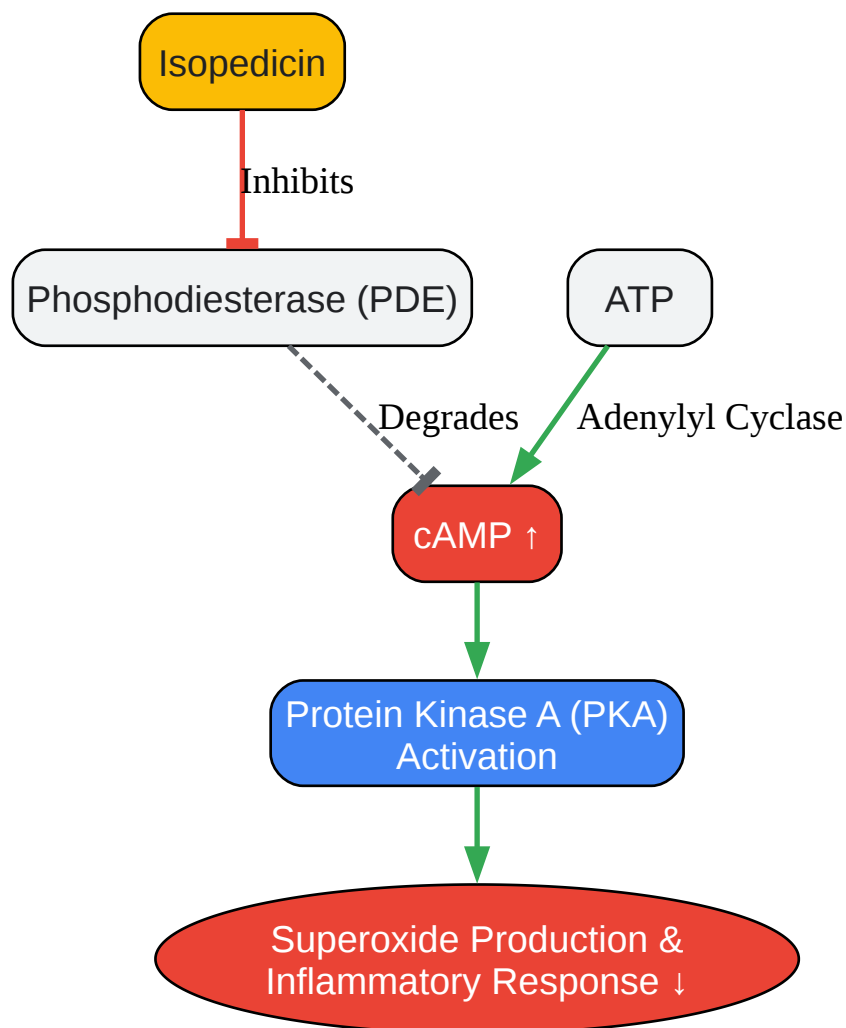 Isopedicin
Inhibits
Phosphodiesterase (PDE)
ATP
Degrades
Adenylyl Cyclase
cAMP ↑
Protein Kinase A (PKA)
Activation
Superoxide Production &
Inflammatory Response ↓